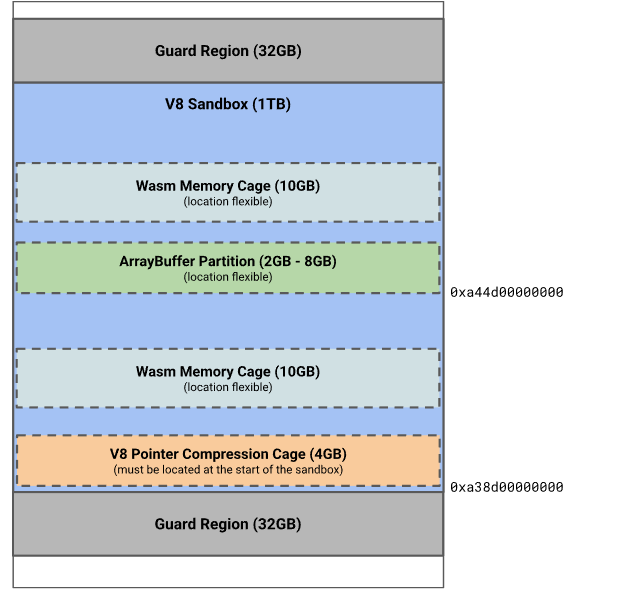 Guard Region (32GB)
V8 Sandbox (1TB)
Wasm Memory Cage (10GB)
(location flexible)
ArrayBuffer Partition (2GB - 8GB)
(location flexible)
0xa44d00000000
Wasm Memory Cage (10GB)
(location flexible)
V8 Pointer Compression Cage (4GB)
(must be located at the start of the sandbox)
0xa38d00000000
Guard Region (32GB)